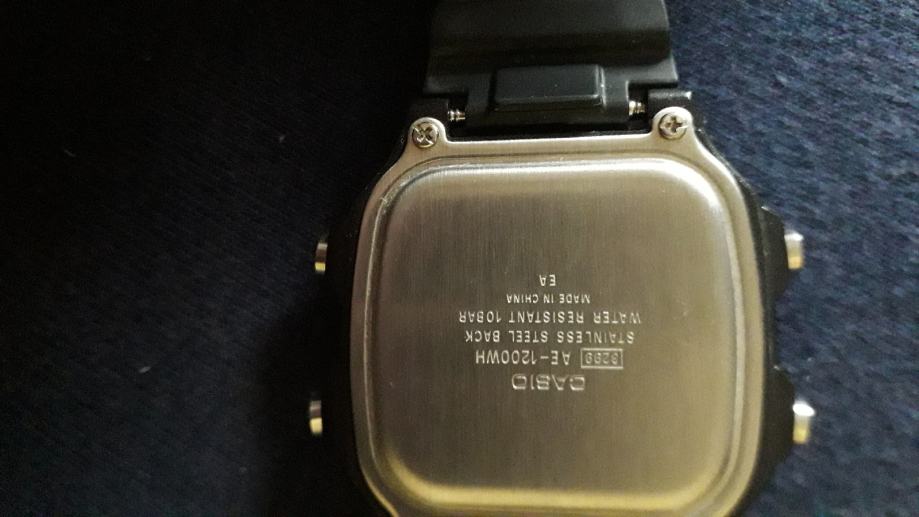 CASIO
3299 AE-1200WH
STAINLESS STEEL BACK
WATER RESISTANT 10BAR
MADE IN CHINA
EA